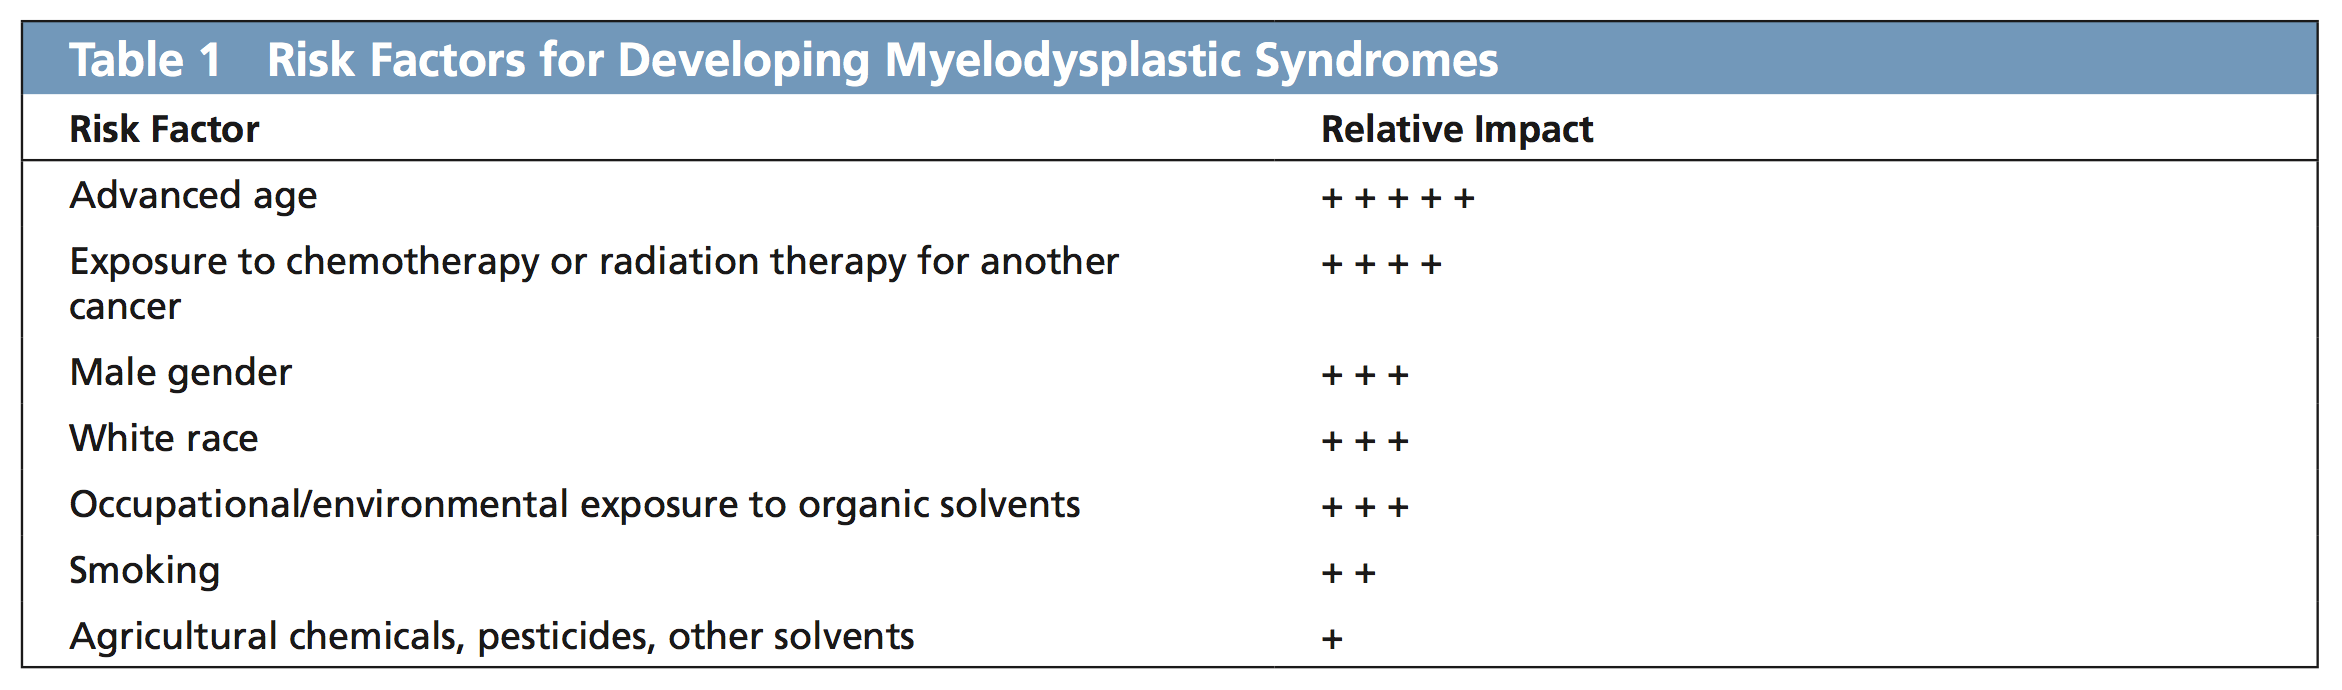 Table 1 Risk Factors for Developing Myelodysplastic Syndromes
Risk Factor Relative Impact
Advanced age + + + + +
Exposure to chemotherapy or radiation therapy for another + + + +
cancer
Male gender + + +
White race + + +
Occupational/environmental exposure to organic solvents + + +
Smoking + +
Agricultural chemicals, pesticides, other solvents +